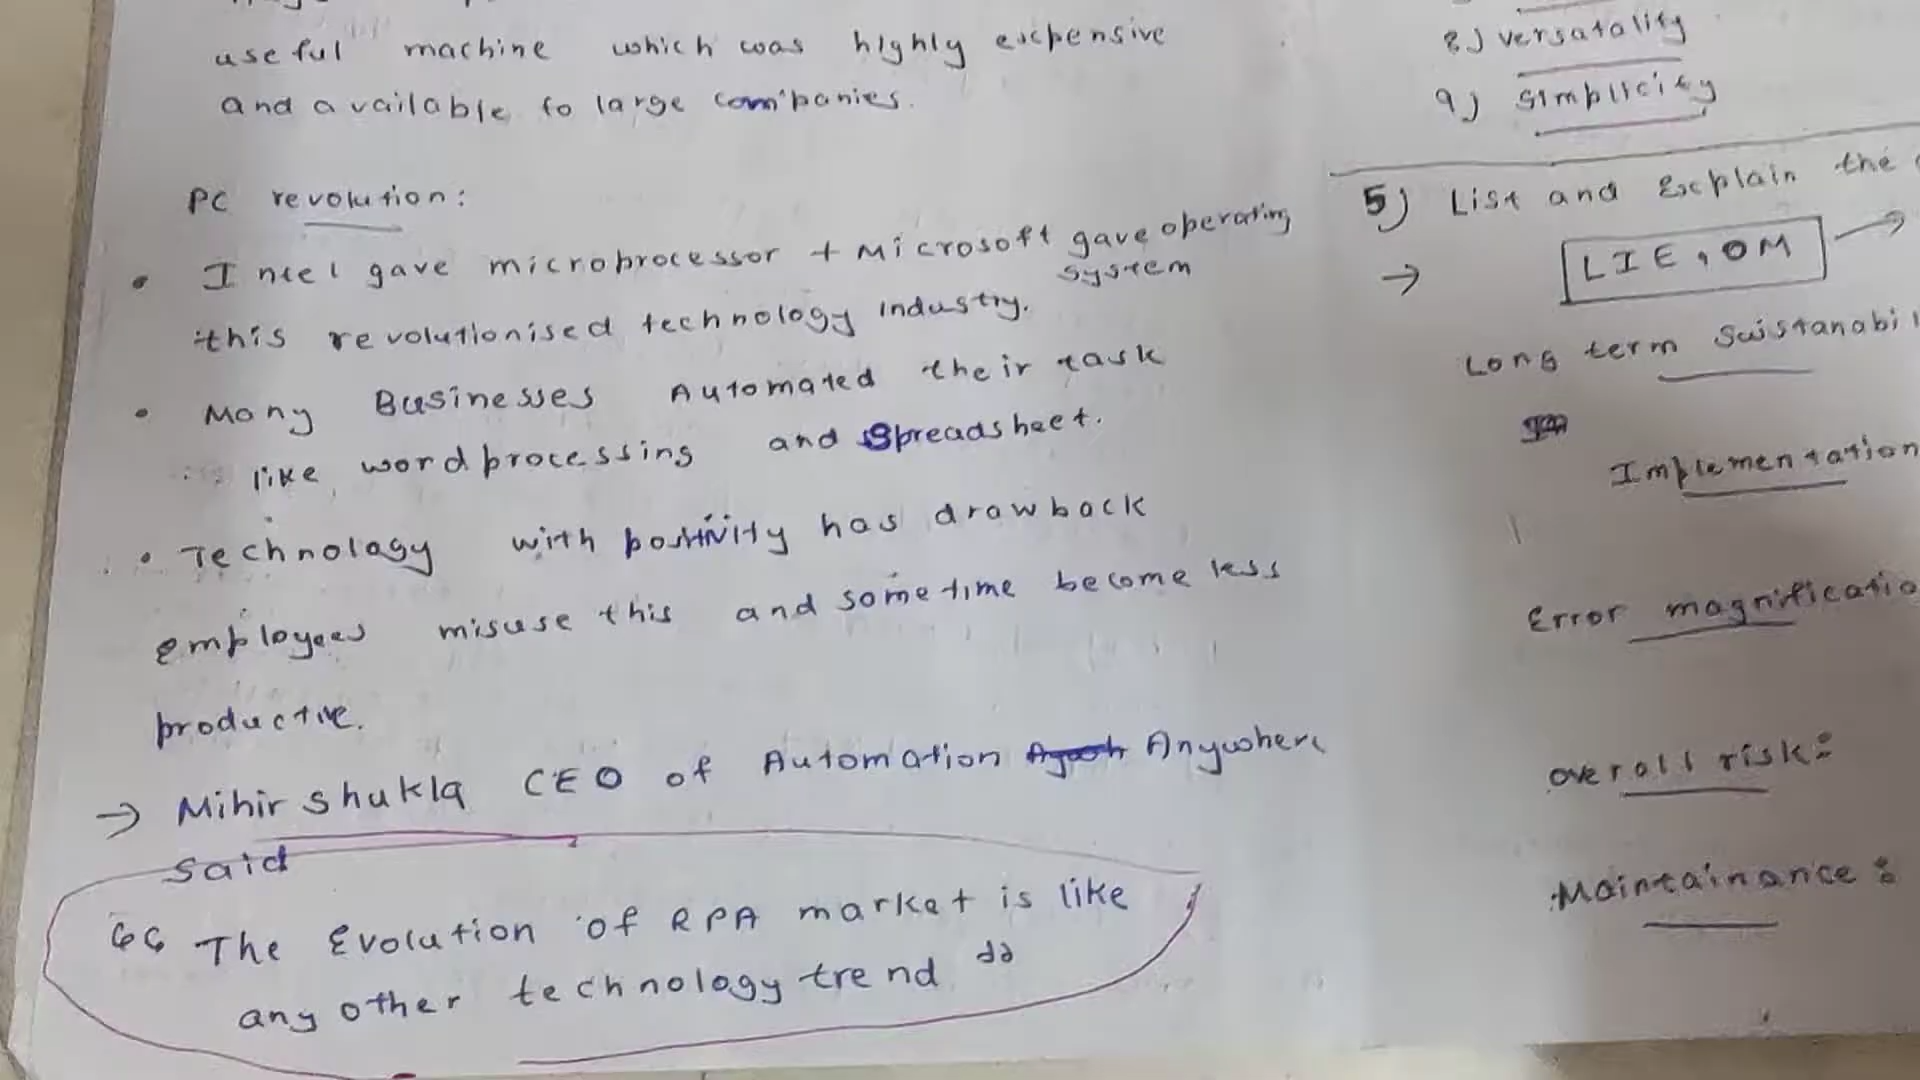 useful machine which was highly expensive
and available to large companies.
PC revolution:
• Intel gave microprocessor + Microsoft gave operating
system
this revolutionised technology industry.
• Many Businesses Automated their task
like wordprocessing and Spreadsheet.
• Technology with positivity has drawback
employees misuse this and sometime become less
productive.
→ Mihir shukla CEO of Automation Anywhere
said
66 The Evolution of RPA market is like
any other technology trend
8) versatality
9) simplicity
5) List and Explain the
→ LIE, OM →
Long term Suistanabi
Implementation
Error magnificatio
overall risk:
Maintainance: